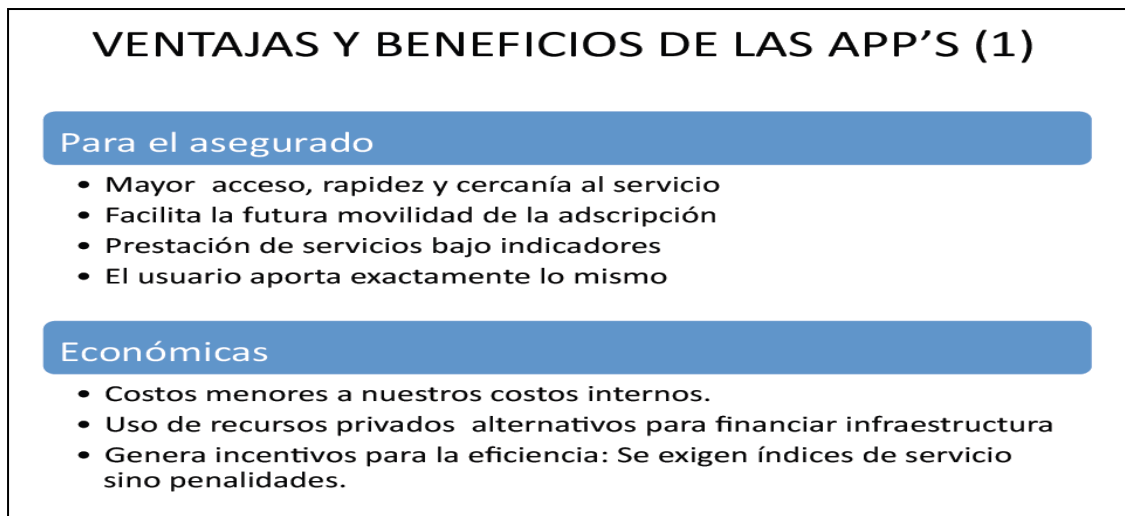 VENTAJAS Y BENEFICIOS DE LAS APP’S (1)
Para el asegurado
• Mayor acceso, rapidez y cercanía al servicio
• Facilita la futura movilidad de la adscripción
• Prestación de servicios bajo indicadores
• El usuario aporta exactamente lo mismo
Económicas
• Costos menores a nuestros costos internos.
• Uso de recursos privados alternativos para financiar infraestructura
• Genera incentivos para la eficiencia: Se exigen índices de servicio
sino penalidades.